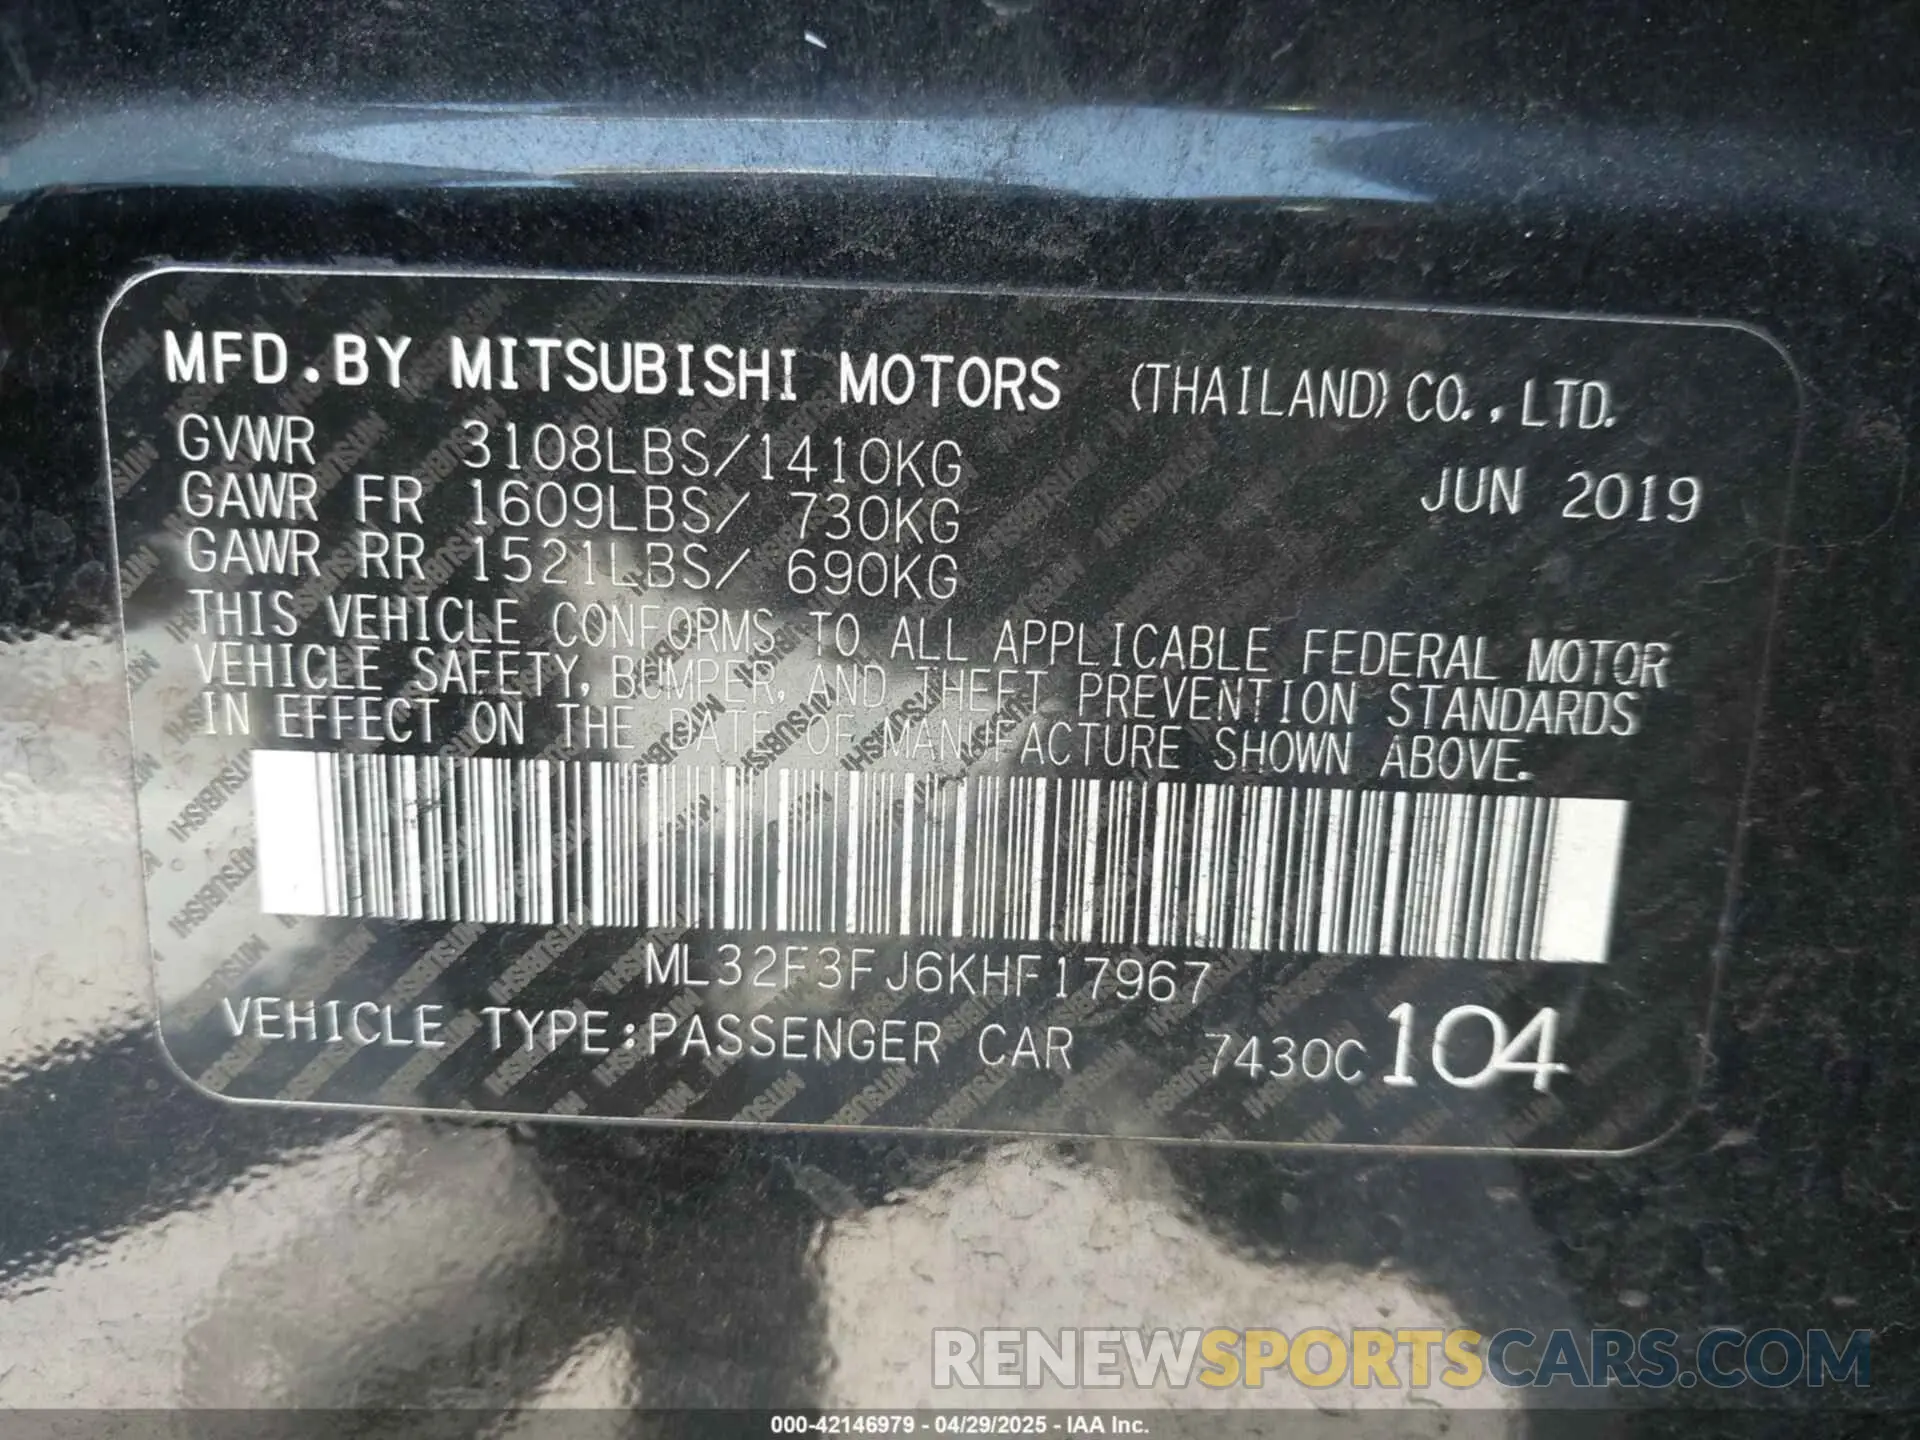 MFD.BY MITSUBISHI MOTORS (THAILAND) CO., LTD.
GVWR 3108LBS/1410KG
JUN 2019
GAWR FR 1609LBS/ 730KG
GAWR RR 1521LBS/ 690KG
THIS VEHICLE CONFORMS TO ALL APPLICABLE FEDERAL MOTOR
VEHICLE SAFETY, BUMPER, AND THEFT PREVENTION STANDARDS
IN EFFECT ON THE DATE OF MANUFACTURE SHOWN ABOVE.
ML32F3FJ6KHF17967
VEHICLE TYPE:PASSENGER CAR 7430C104
RENEWSPORTSCARS.COM
000-42146979 - 04/29/2025 - IAA Inc.